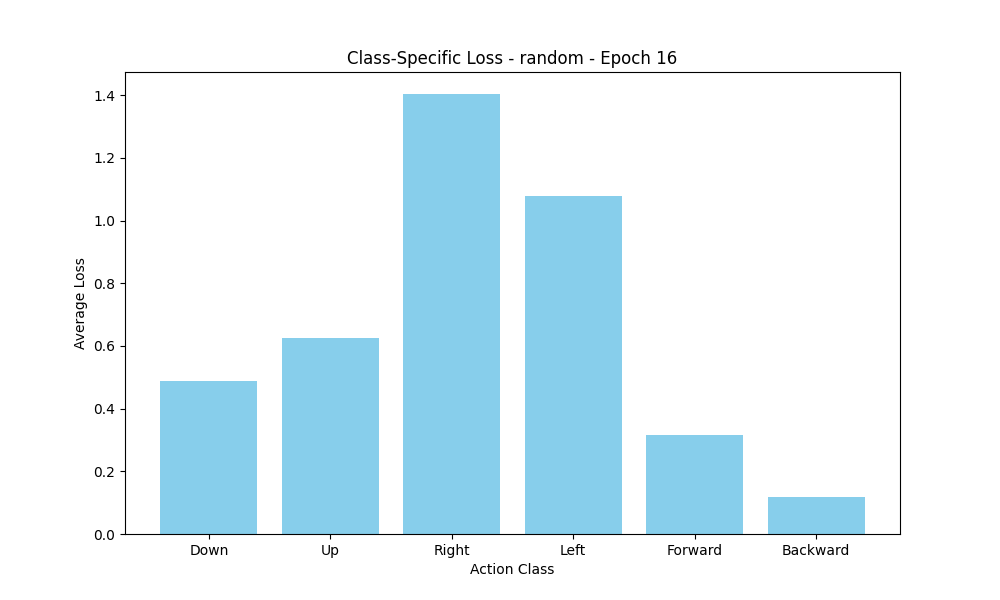 Class-Specific Loss - random - Epoch 16
1.4
1.2
1.0
0.8
0.6
0.4
0.2
0.0
Average Loss
Down Up Right Left Forward Backward
Action Class